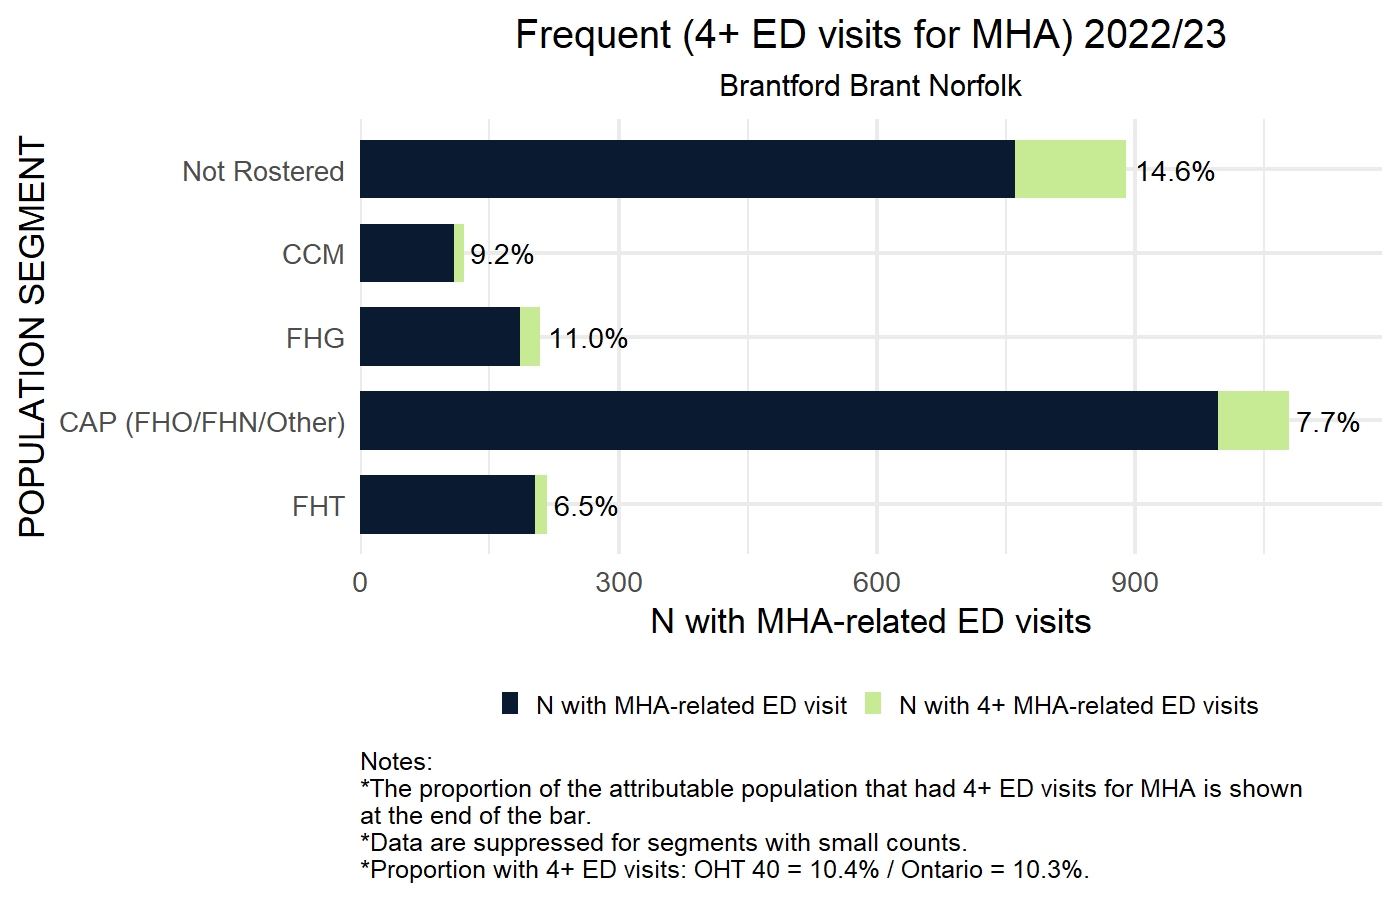 Frequent (4+ ED visits for MHA) 2022/23
Brantford Brant Norfolk
POPULATION SEGMENT
Not Rostered
14.6%
CCM
9.2%
FHG
11.0%
CAP (FHO/FHN/Other)
7.7%
FHT
6.5%
0
300
600
900
N with MHA-related ED visits
N with MHA-related ED visit
N with 4+ MHA-related ED visits
Notes:
*The proportion of the attributable population that had 4+ ED visits for MHA is shown
at the end of the bar.
*Data are suppressed for segments with small counts.
*Proportion with 4+ ED visits: OHT 40 = 10.4% / Ontario = 10.3%.